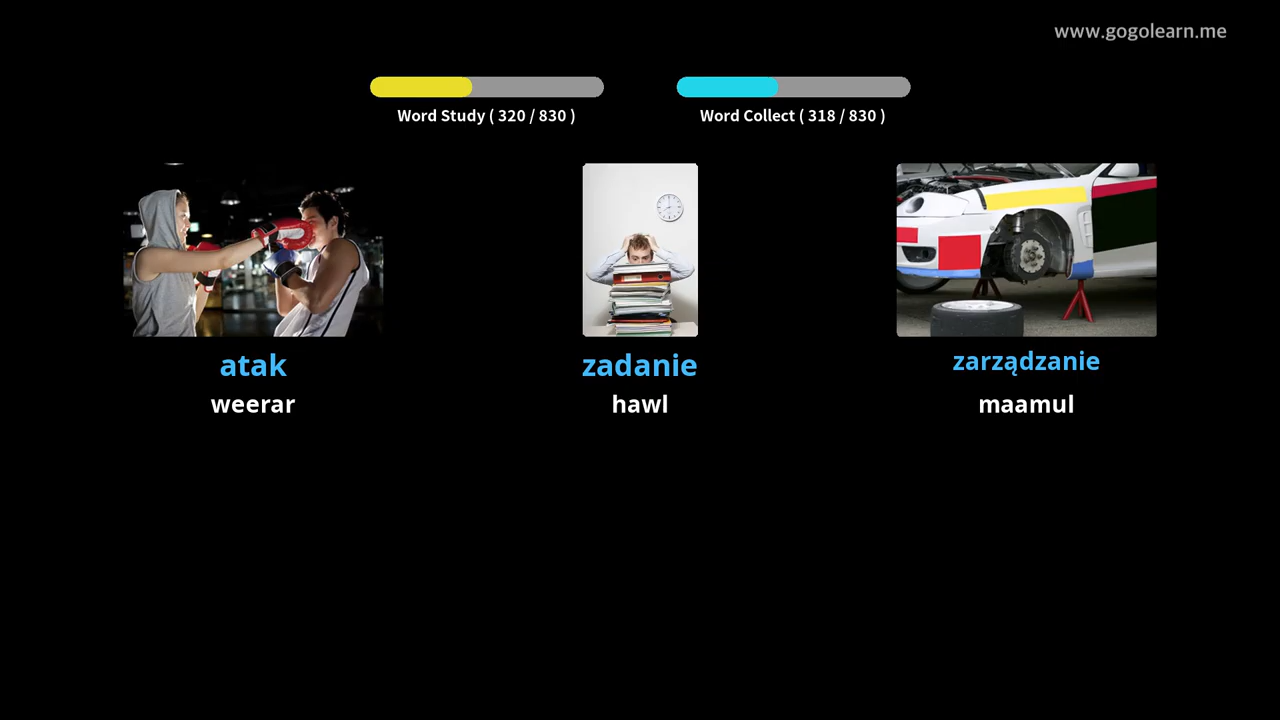 www.gogolearn.me
Word Study ( 320 / 830 )
Word Collect ( 318 / 830 )
atak
weerar
zadanie
hawl
zarządzanie
maamul